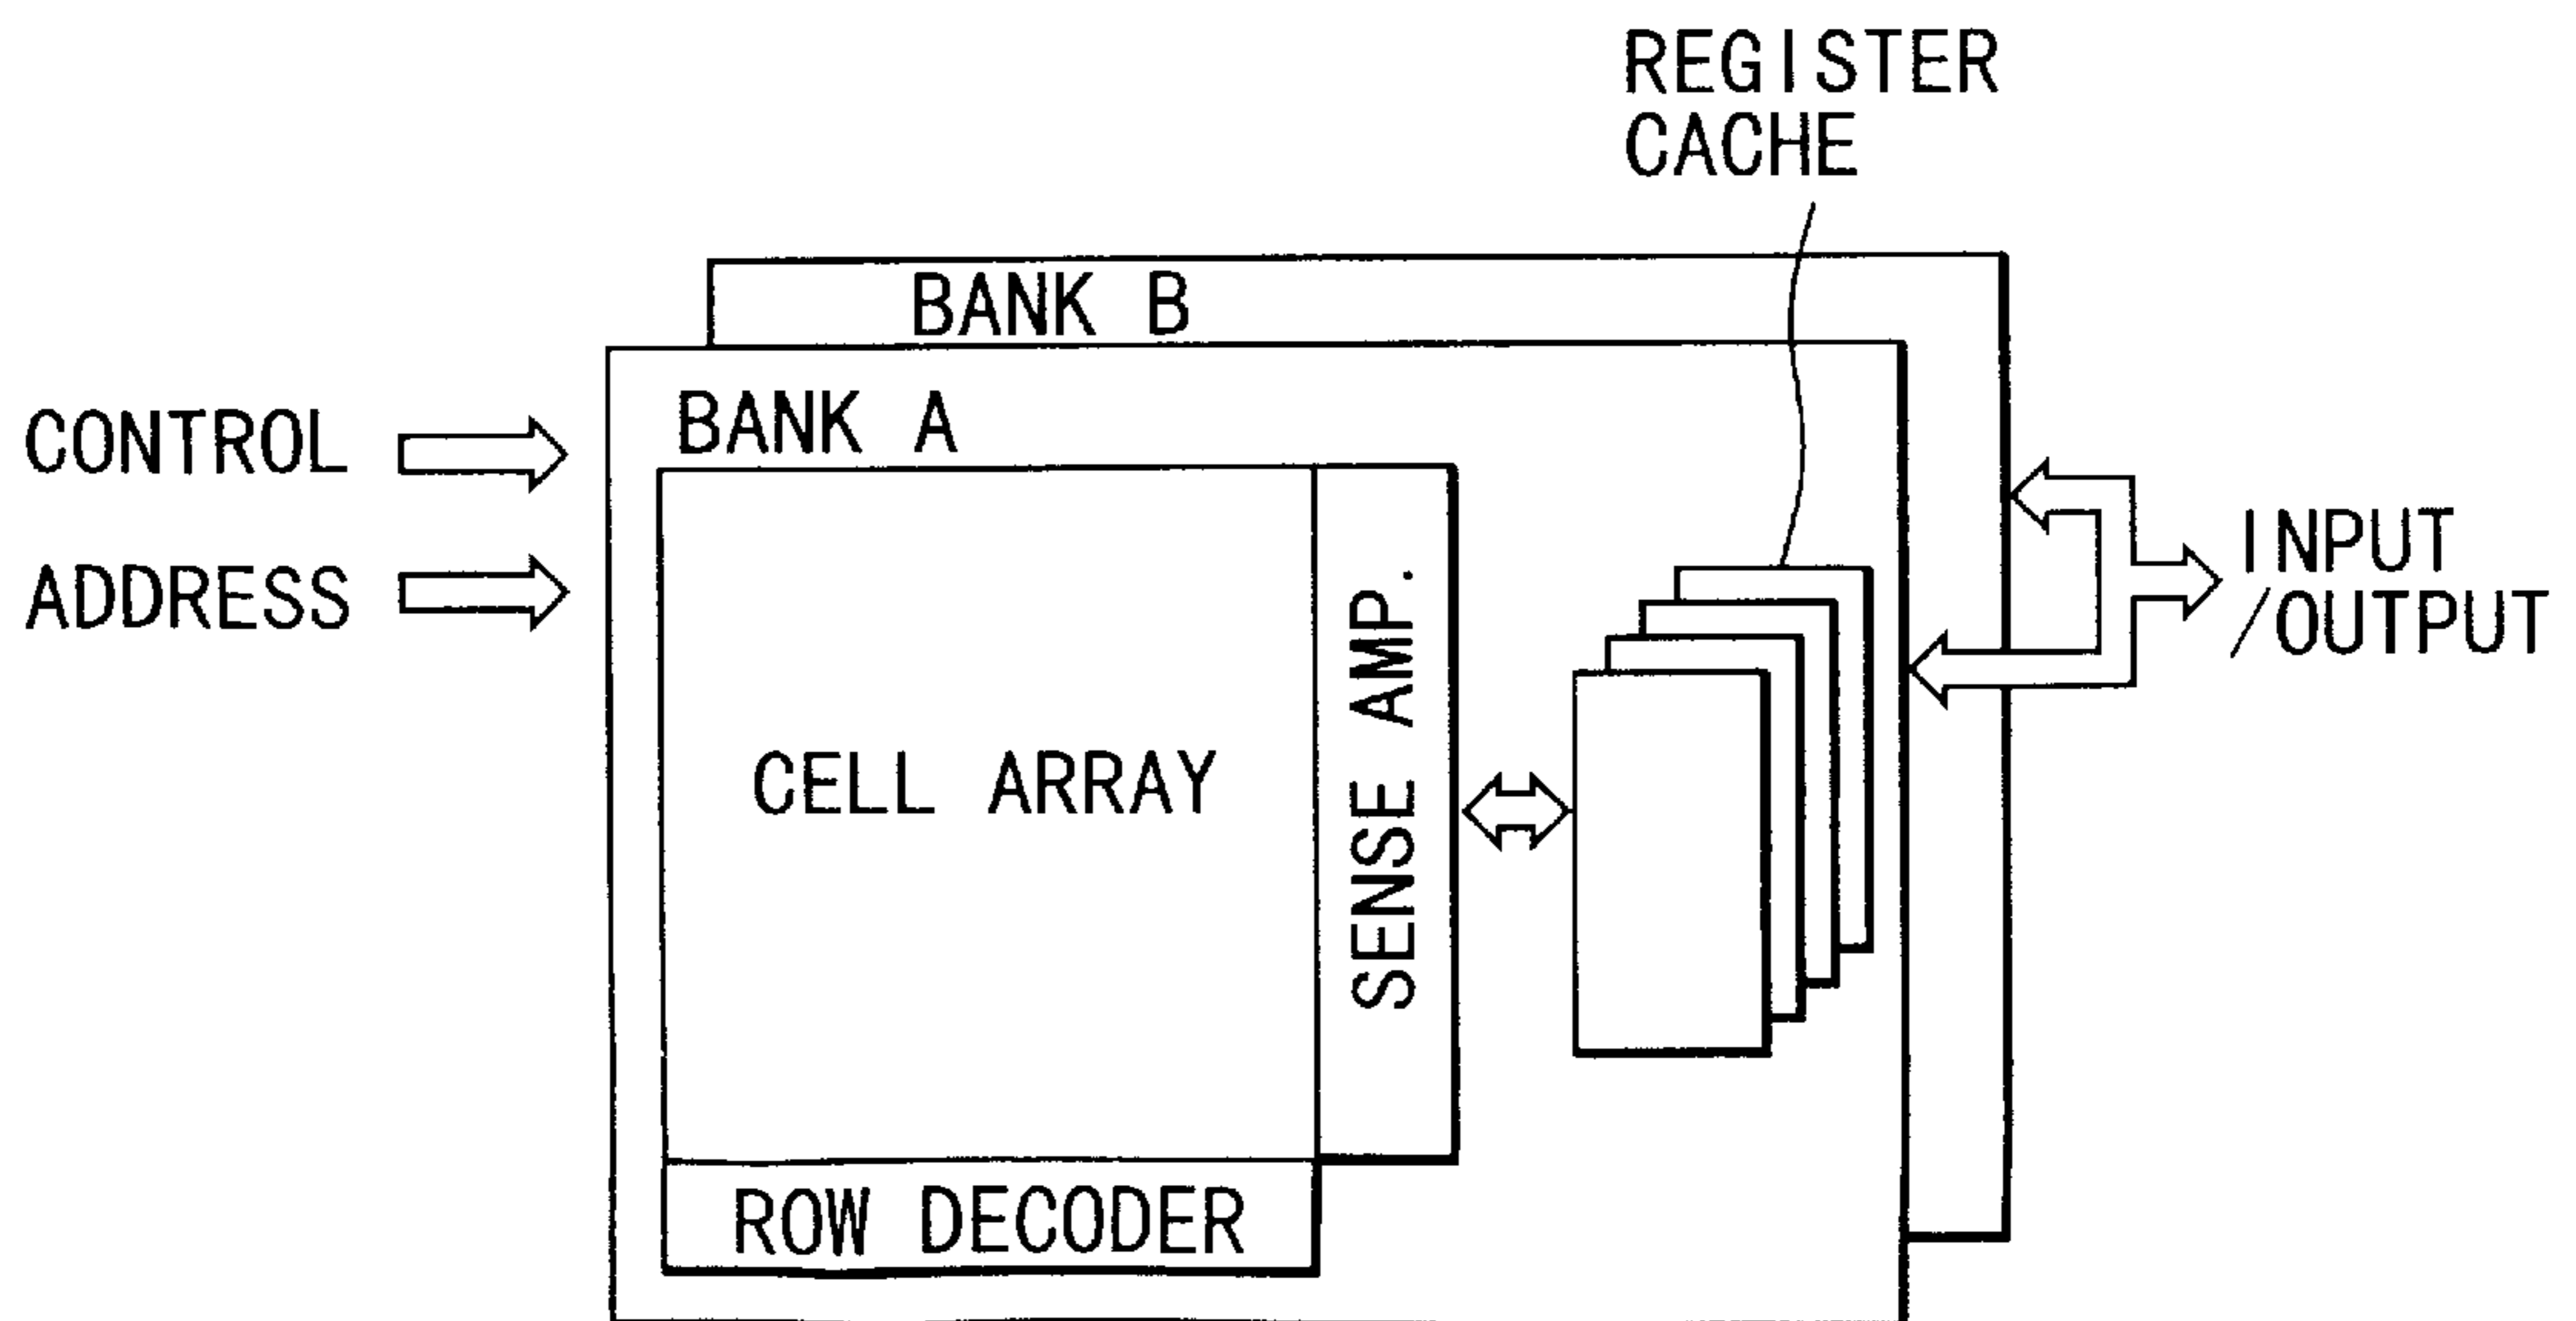 REGISTER
CACHE
BANK B
BANK A
CONTROL
ADDRESS
INPUT
/OUTPUT
CELL ARRAY
SENSE AMP.
ROW DECODER